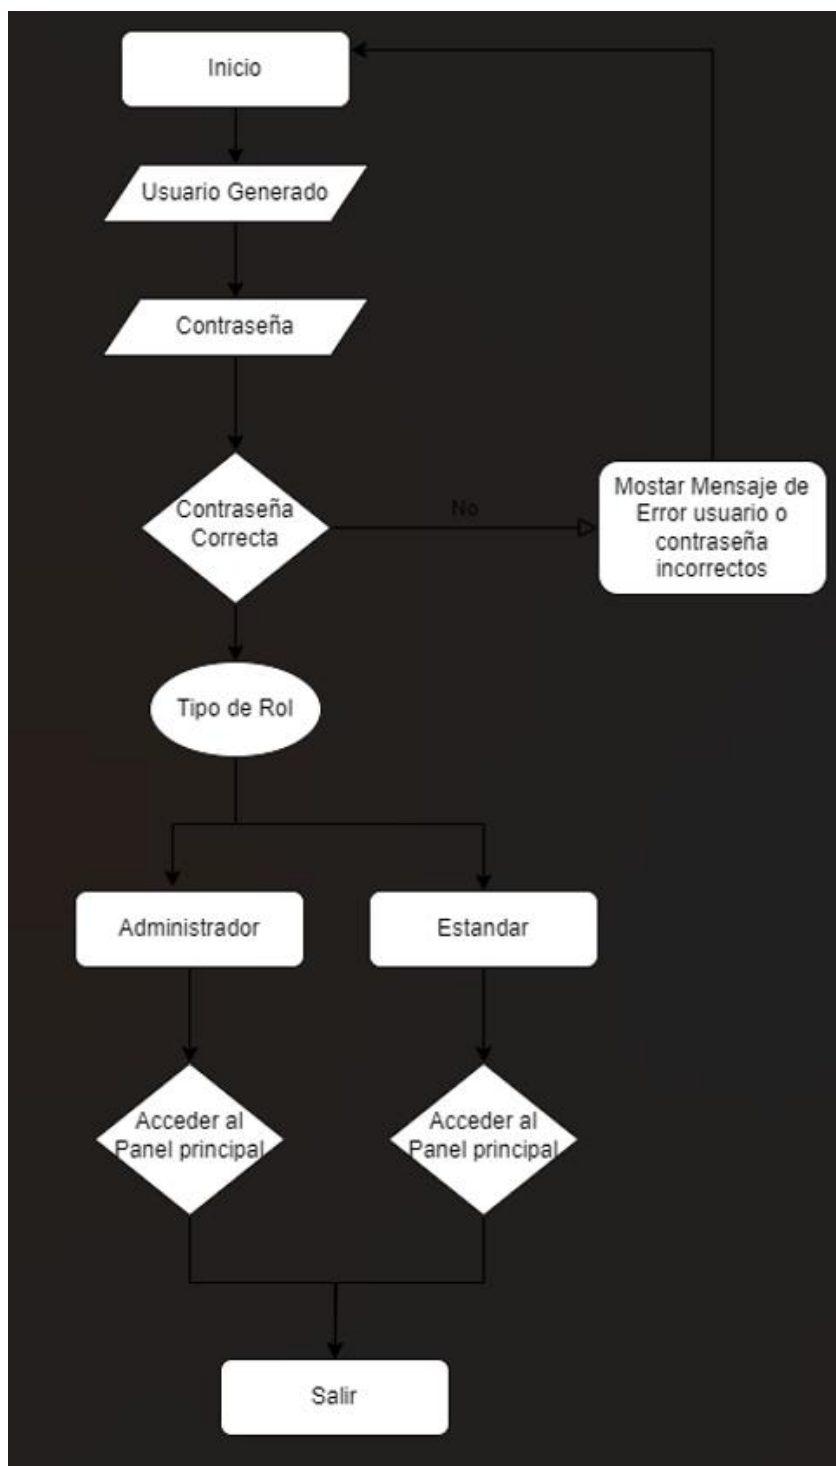 Inicio
Usuario Generado
Contraseña
Contraseña
Correcta
No
Mostar Mensaje de
Error usuario o
contraseña
incorrectos
Tipo de Rol
Administrador
Estandar
Acceder al
Panel principal
Acceder al
Panel principal
Salir